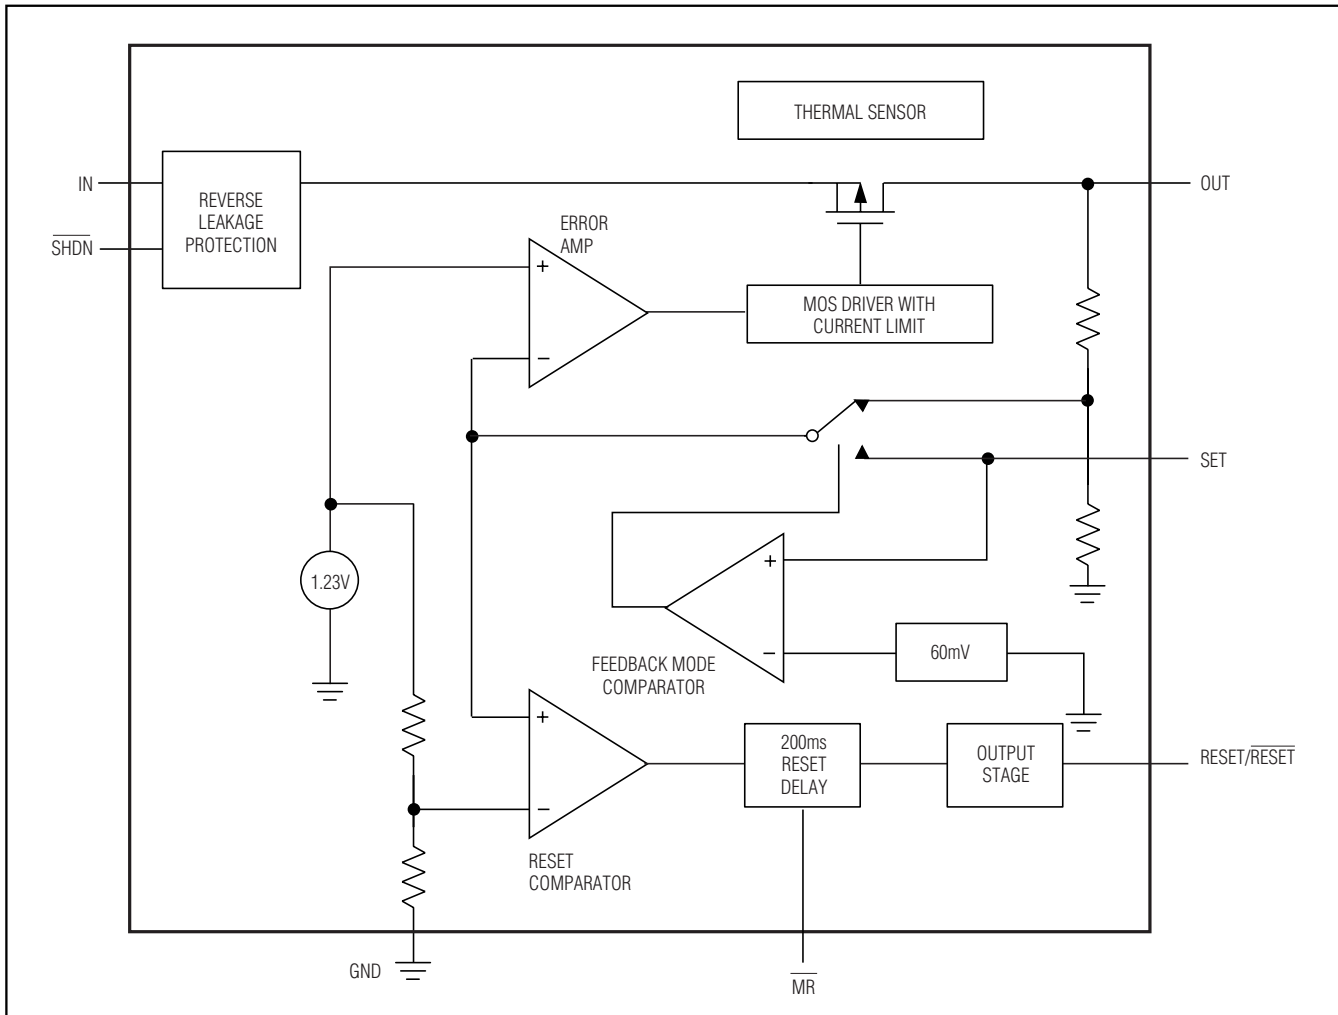 THERMAL SENSOR
IN
REVERSE
LEAKAGE
PROTECTION
OUT
SHDN
ERROR
AMP
+
−
MOS DRIVER WITH
CURRENT LIMIT
SET
1.23V
+
−
60mV
FEEDBACK MODE
COMPARATOR
+
−
200ms
RESET
DELAY
OUTPUT
STAGE
RESET/RESET
RESET
COMPARATOR
GND
MR